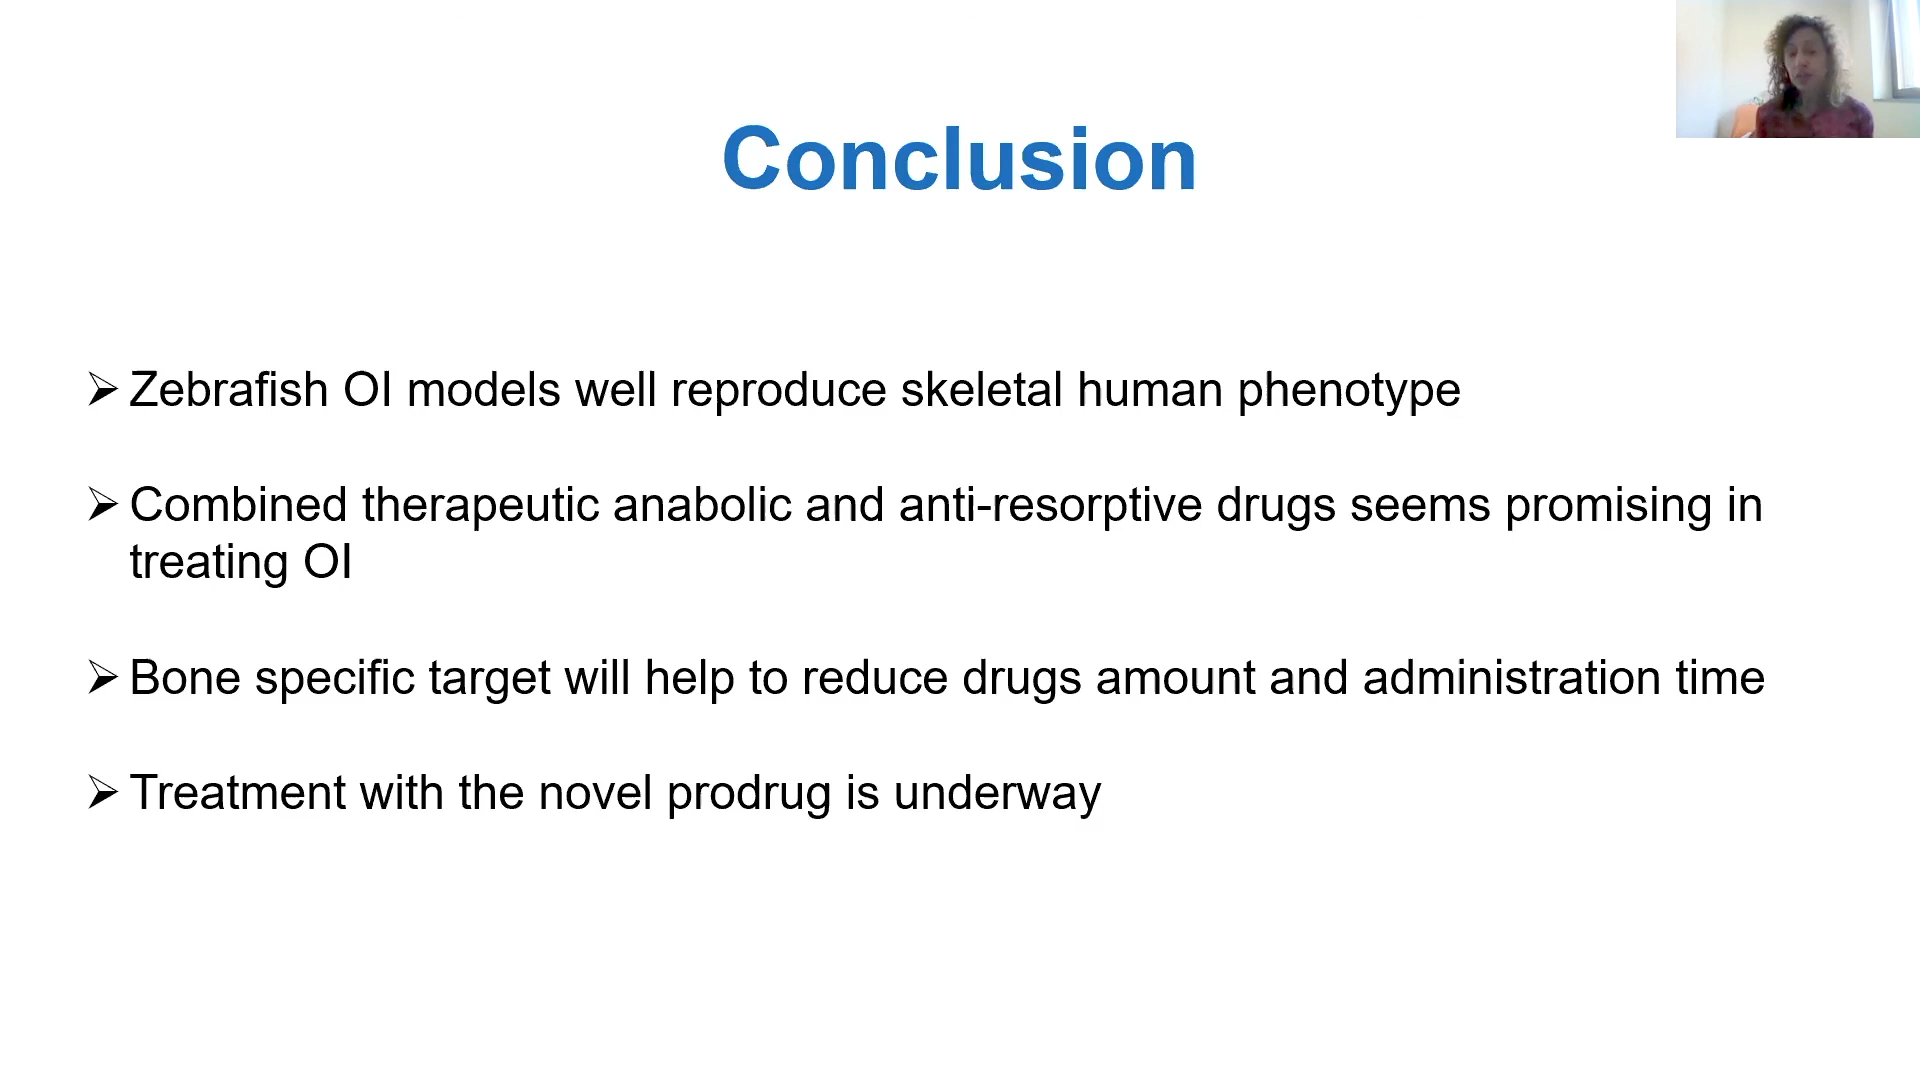 Conclusion
➢ Zebrafish OI models well reproduce skeletal human phenotype
➢ Combined therapeutic anabolic and anti-resorptive drugs seems promising in
treating OI
➢ Bone specific target will help to reduce drugs amount and administration time
➢ Treatment with the novel prodrug is underway